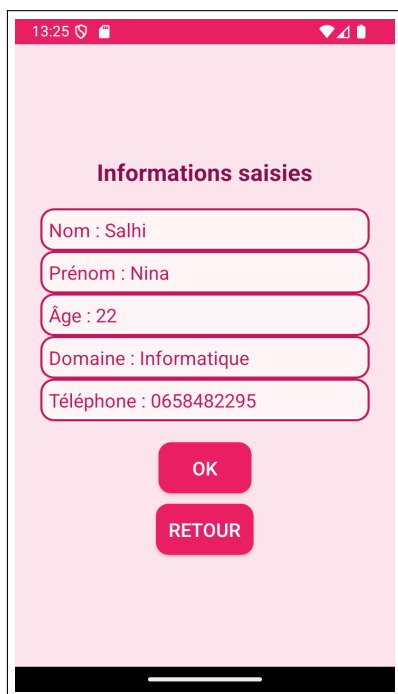 13:25
Informations saisies
Nom : Salhi
Prénom : Nina
Âge : 22
Domaine : Informatique
Téléphone : 0658482295
OK
RETOUR